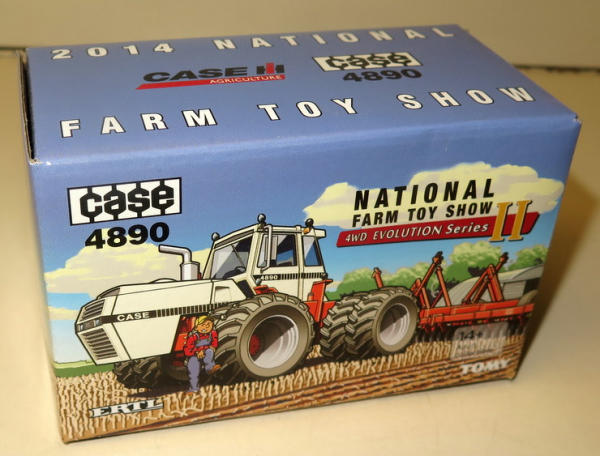 2014 NATIONAL
CASE IH
AGRICULTURE
case
4890
FARM TOY SHOW
case
4890
NATIONAL
FARM TOY SHOW
4WD EVOLUTION Series II
4890
CASE
ERTL
TOMY